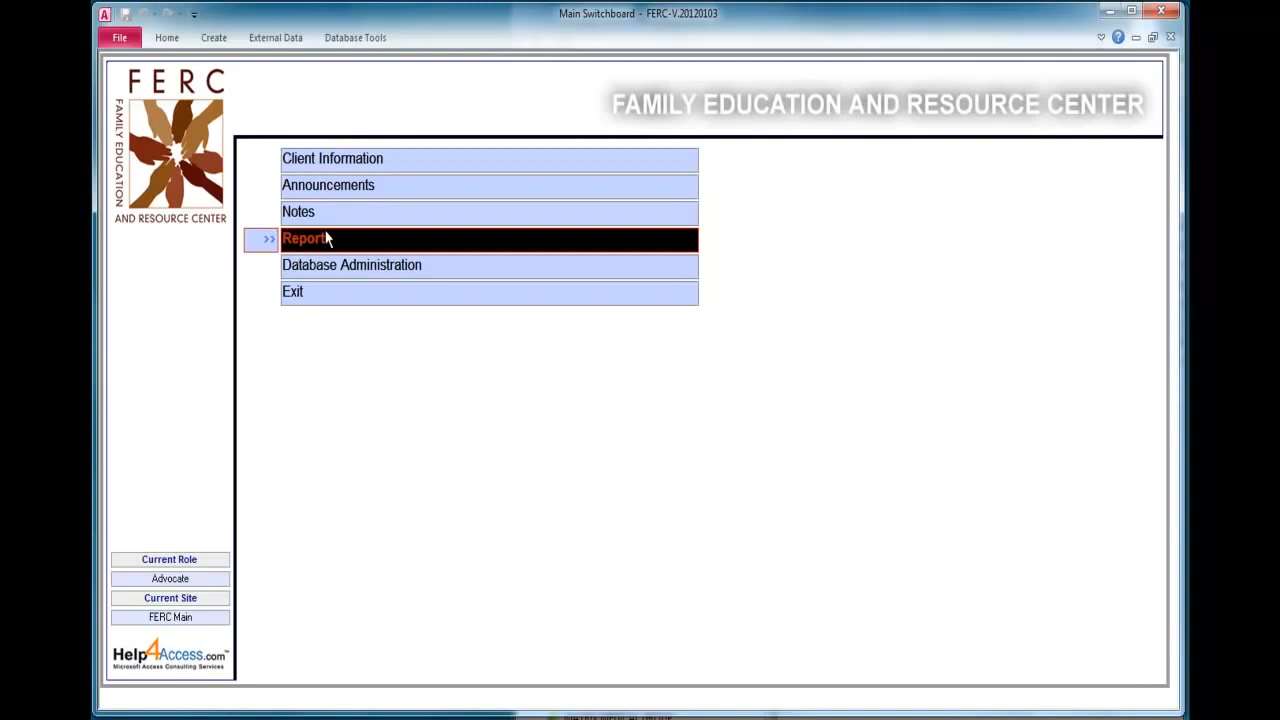 Main Switchboard - FERC-V.20120103
File Home Create External Data Database Tools
FERC
FAMILY EDUCATION
AND RESOURCE CENTER
FAMILY EDUCATION AND RESOURCE CENTER
Client Information
Announcements
Notes
>> Report
Database Administration
Exit
Current Role
Advocate
Current Site
FERC Main
Help4Access.com™
Microsoft Access Consulting Services